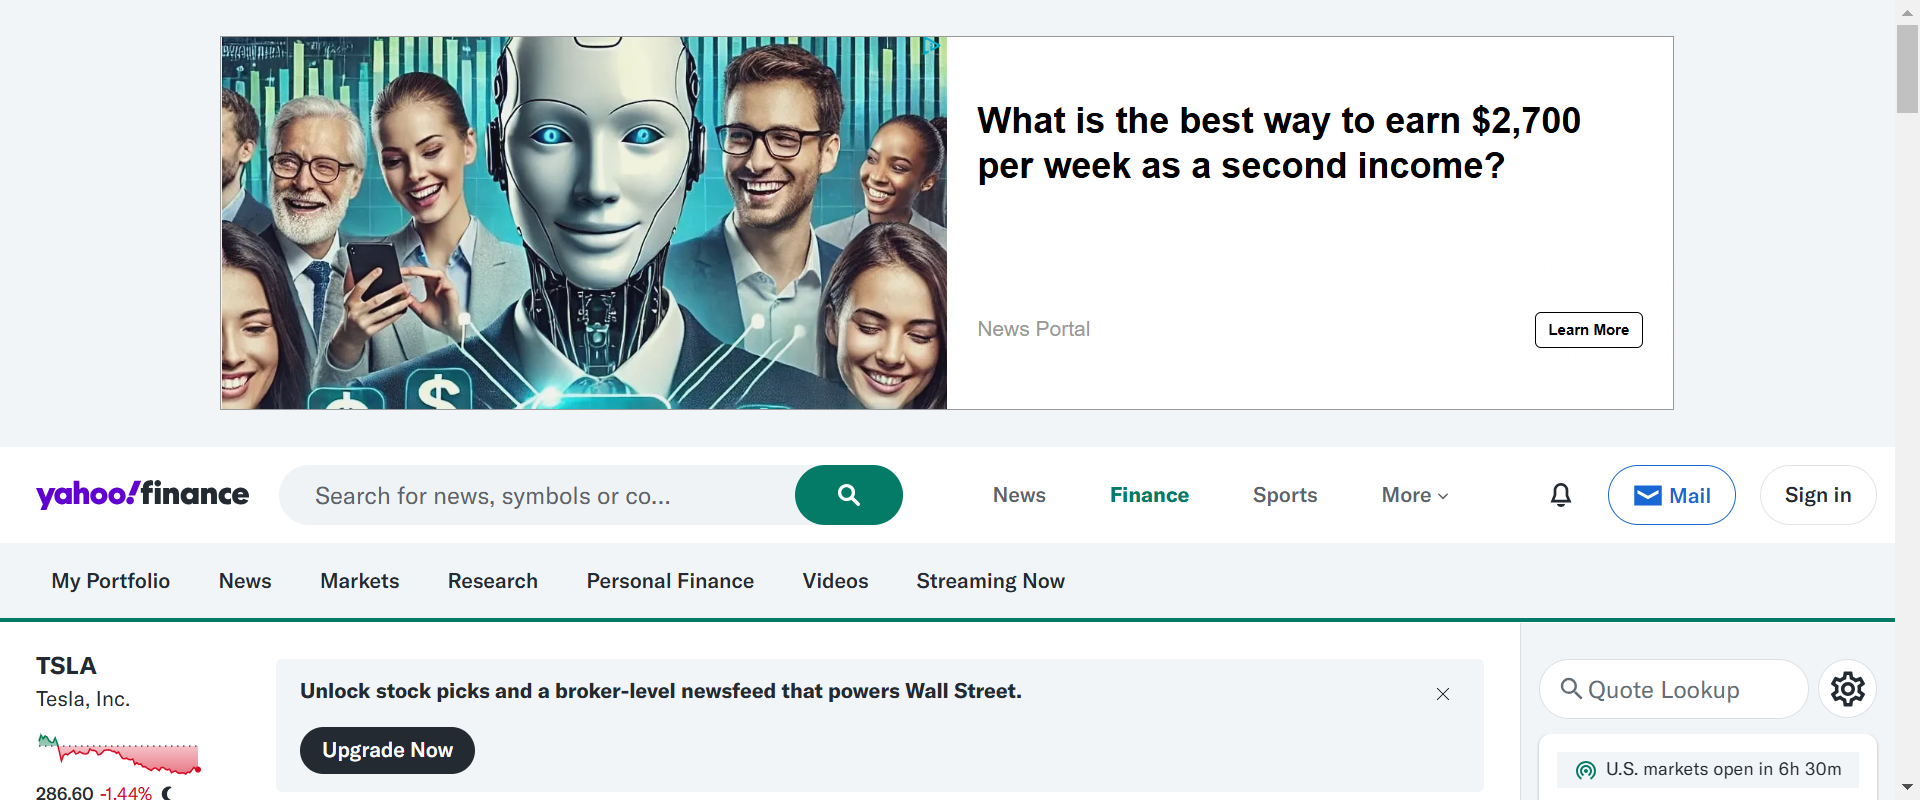 What is the best way to earn $2,700
per week as a second income?
News Portal
Learn More
yahoo!finance
Search for news, symbols or co...
News
Finance
Sports
More
Mail
Sign in
My Portfolio
News
Markets
Research
Personal Finance
Videos
Streaming Now
TSLA
Tesla, Inc.
286.60 -1.44%
Unlock stock picks and a broker-level newsfeed that powers Wall Street.
Upgrade Now
Quote Lookup
U.S. markets open in 6h 30m